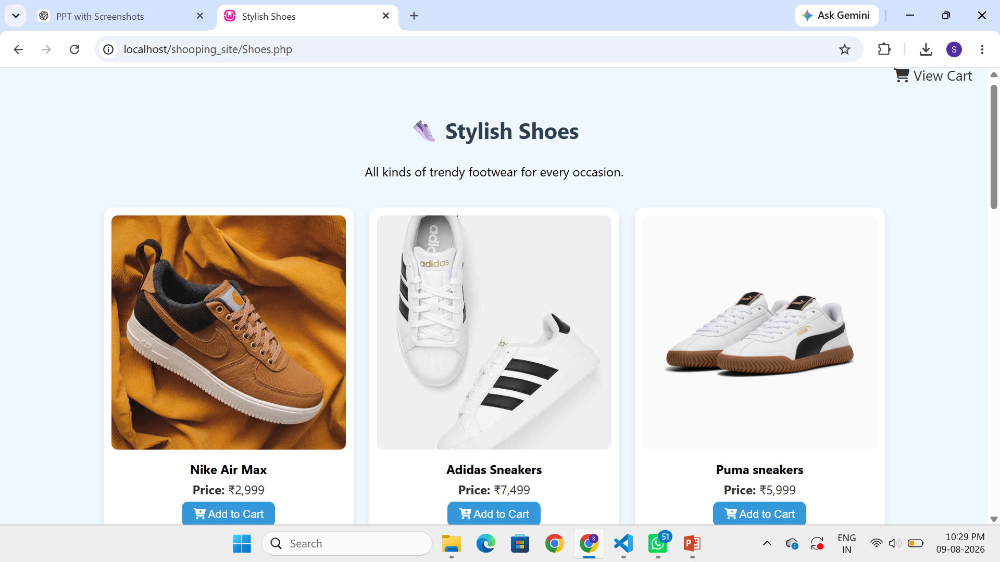 PPT with Screenshots
Stylish Shoes
Ask Gemini
localhost/shooping_site/Shoes.php
S
View Cart
Stylish Shoes
All kinds of trendy footwear for every occasion.
adidas
adidas
AIR
Nike Air Max
Adidas Sneakers
Puma sneakers
Price: ₹2,999
Price: ₹7,499
Price: ₹5,999
Add to Cart
Add to Cart
Add to Cart
Search
S
51
ENG
IN
10:29 PM
09-08-2026